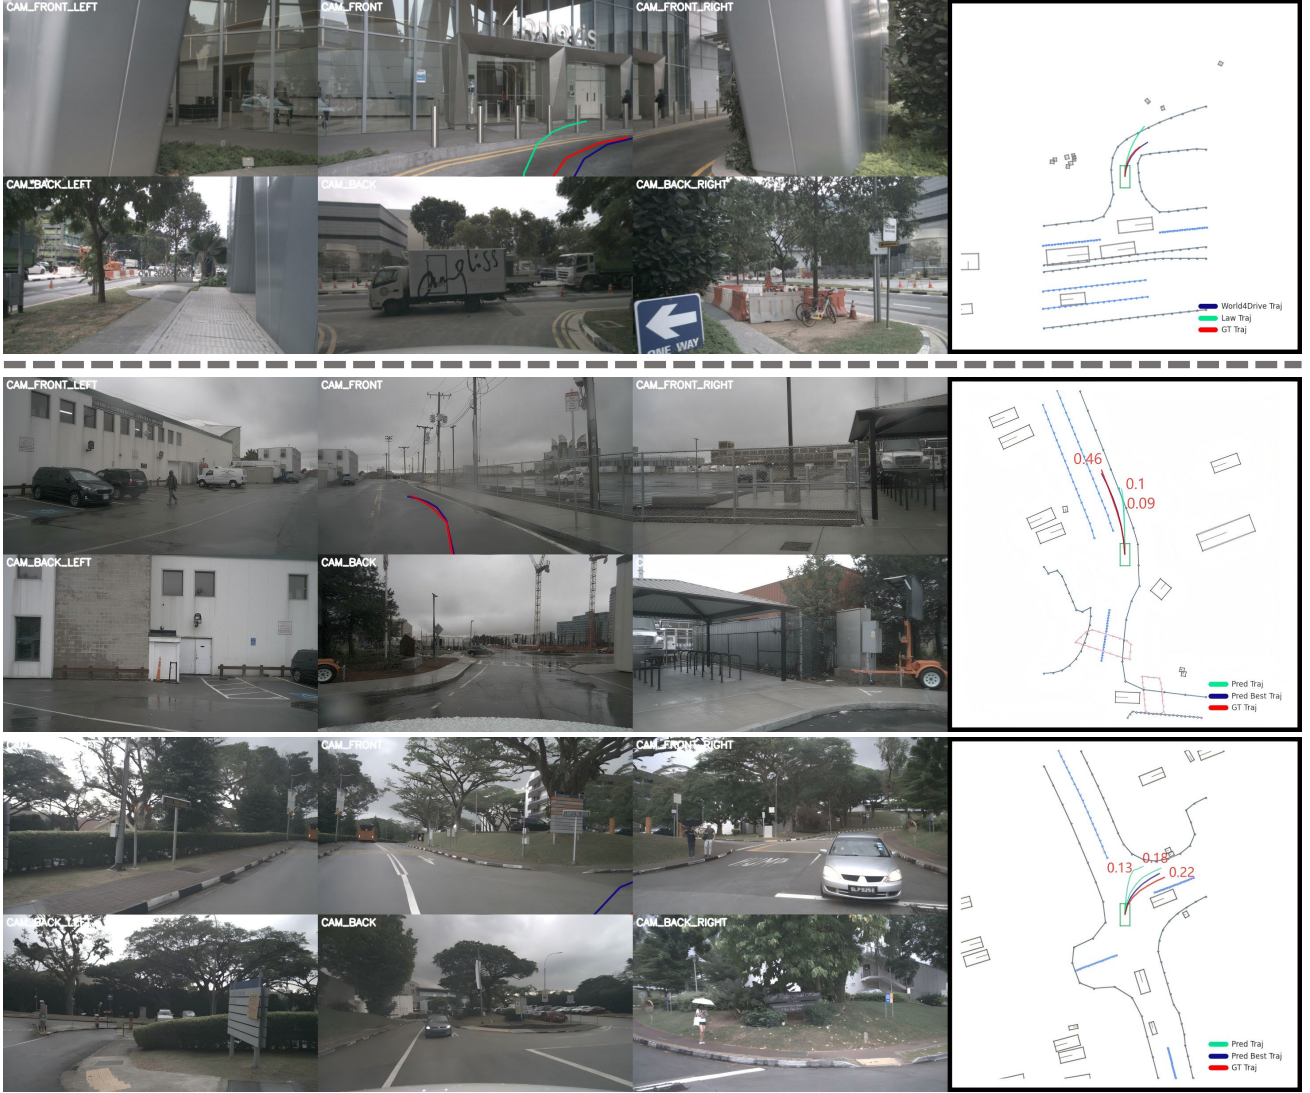 CAM_FRONT_LEFT
CAM_FRONT
CAM_FRONT_RIGHT
CAM_BACK_LEFT
CAM_BACK
CAM_BACK_RIGHT
ONE WAY
World4Drive Traj
Law Traj
GT Traj
CAM_FRONT_LEFT
CAM_FRONT
CAM_FRONT_RIGHT
CAM_BACK_LEFT
CAM_BACK
CAM_BACK_RIGHT
0.46
0.1
0.09
Pred Traj
Pred Best Traj
GT Traj
CAM_FRONT_LEFT
CAM_FRONT
CAM_FRONT_RIGHT
CAM_BACK_LEFT
CAM_BACK
CAM_BACK_RIGHT
0.13
0.18
0.22
Pred Traj
Pred Best Traj
GT Traj